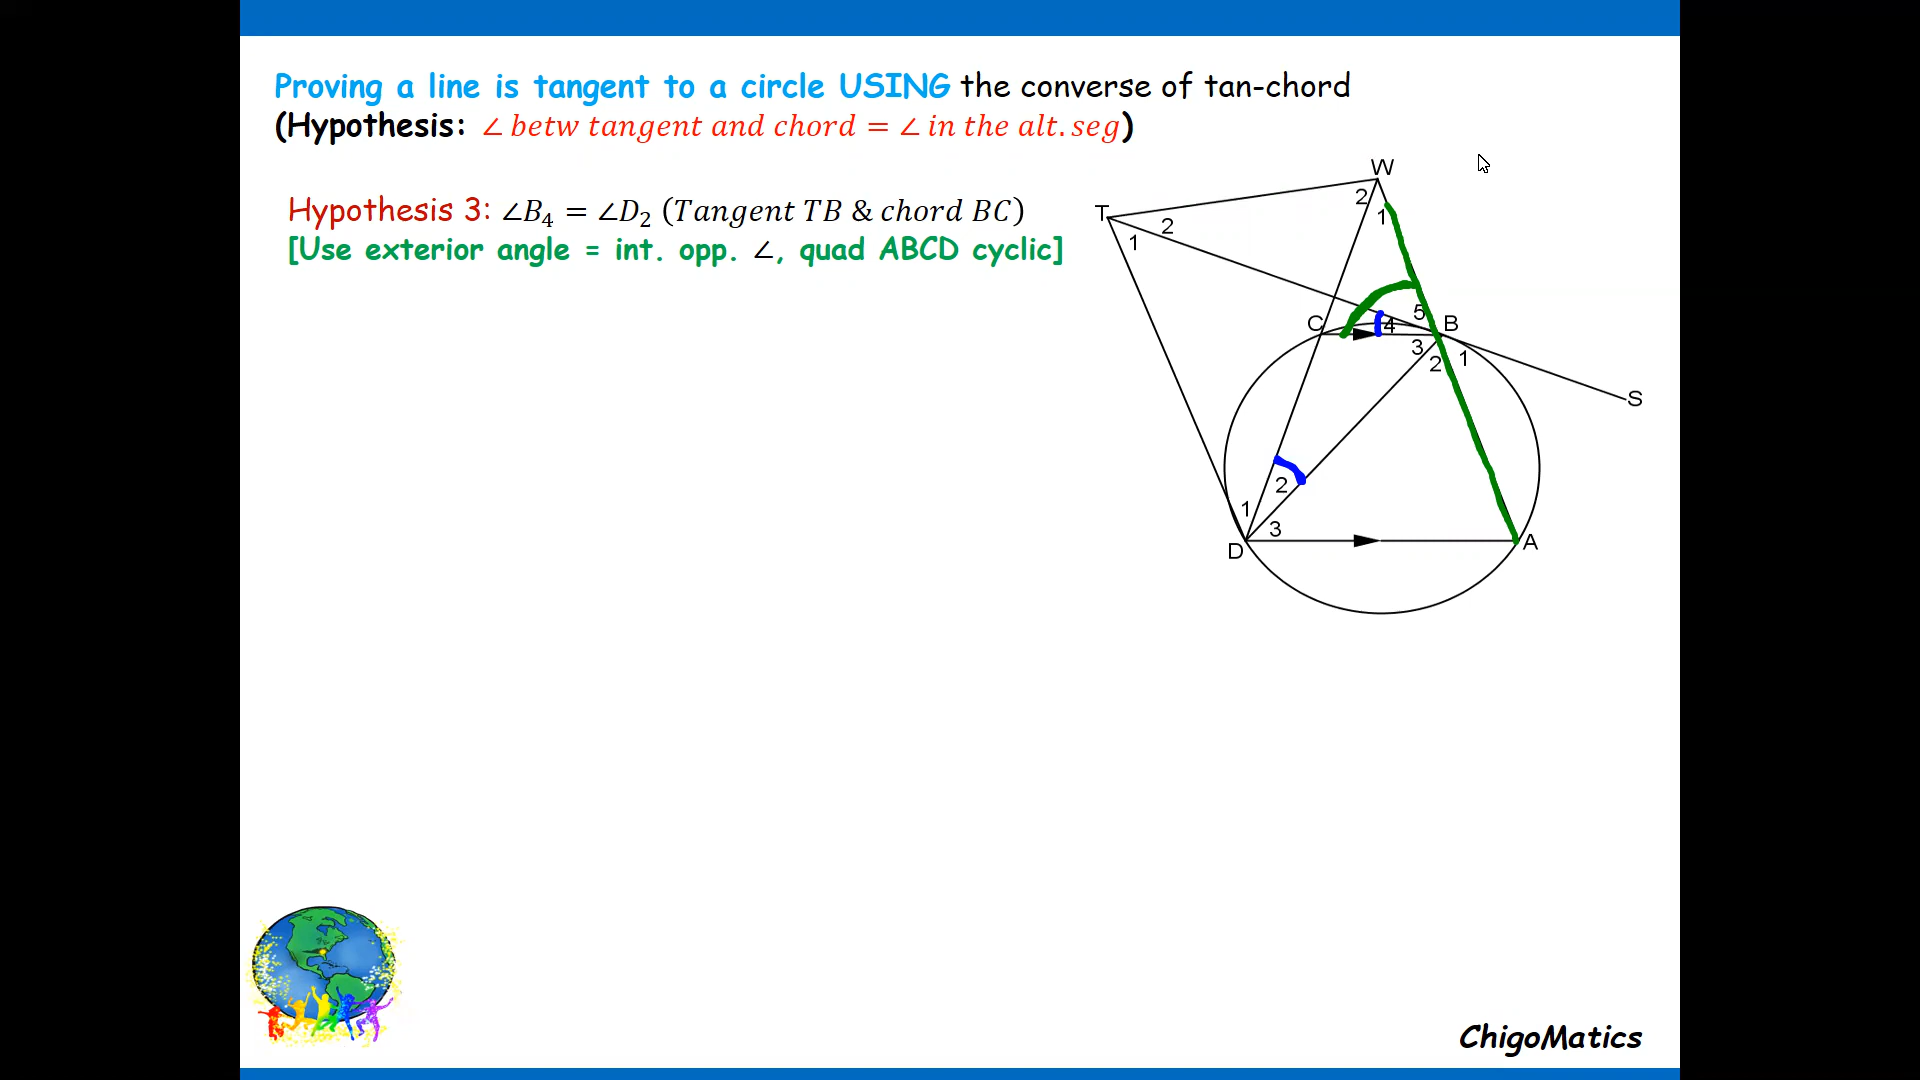 Proving a line is tangent to a circle USING the converse of tan-chord
(Hypothesis: ∠ betw tangent and chord = ∠ in the alt. seg)
Hypothesis 3: ∠B₄ = ∠D₂ (Tangent TB & chord BC)
[Use exterior angle = int. opp. ∠, quad ABCD cyclic]
W
T
2
1
2
1
5
C
4
B
3
2
1
S
2
1
3
D
A
ChigoMatics